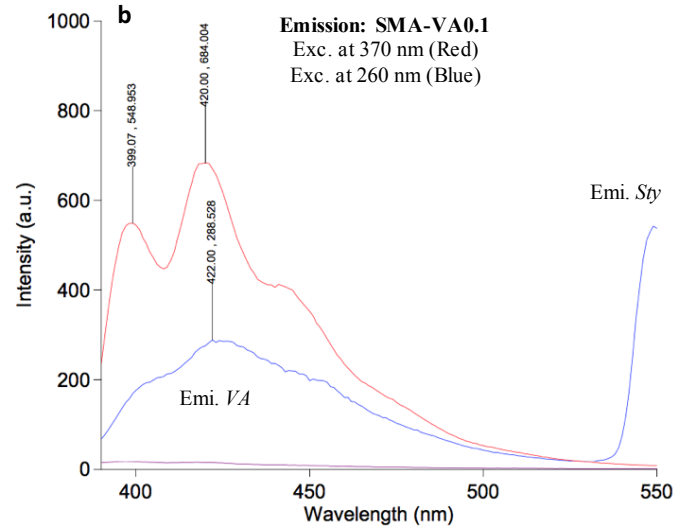 b
Emission: SMA-VA0.1
Exc. at 370 nm (Red)
Exc. at 260 nm (Blue)
1000
800
600
400
200
0
Intensity (a.u.)
399.07 , 548.953
420.00 , 684.004
422.00 , 288.528
Emi. Sty
Emi. VA
400
450
500
550
Wavelength (nm)